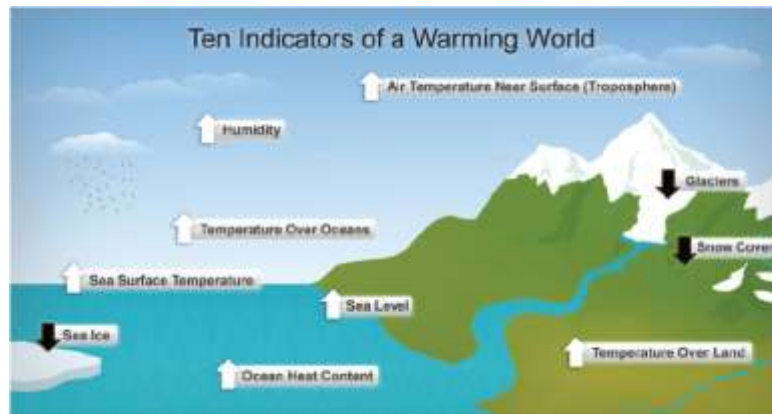 Ten Indicators of a Warming World
Air Temperature Near Surface (Troposphere)
Humidity
Glaciers
Temperature Over Oceans
Snow Cover
Sea Surface Temperature
Sea Level
Sea Ice
Temperature Over Land
Ocean Heat Content